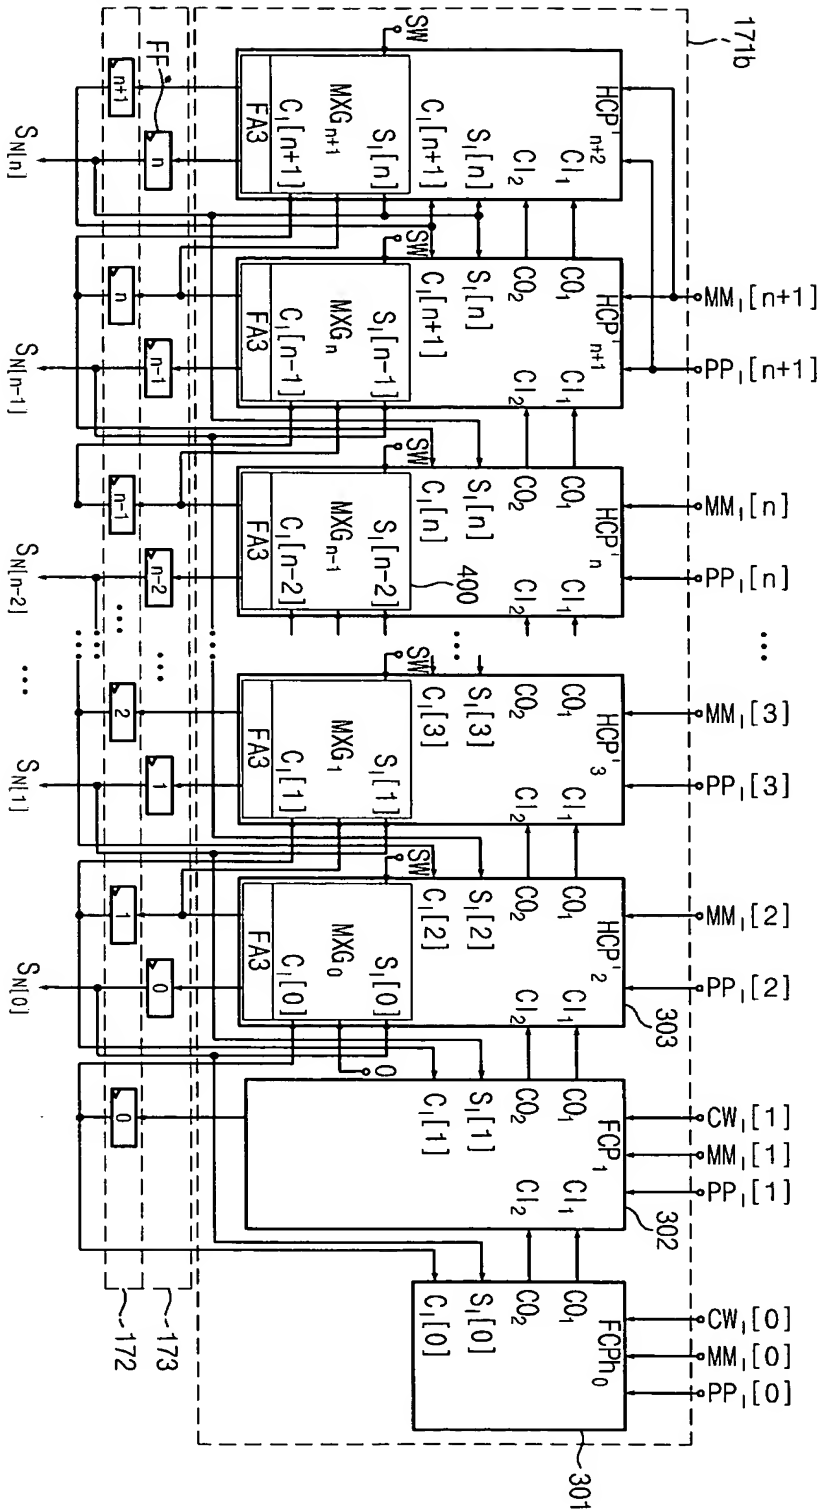 171b
MM_I[n+1] PP_I[n+1] MM_I[n] PP_I[n] ... MM_I[3] PP_I[3] MM_I[2] PP_I[2] CW_I[1] MM_I[1] PP_I[1] CW_I[0] MM_I[0] PP_I[0]
303 302 301
HCP'_n+2 HCP'_n+1 HCP'_n HCP'_3 HCP'_2 FCP_1 FCPh_0
CI_1 CO_1 CI_1 CO_1 CI_1 CO_1 CI_1 CO_1 CI_1 CO_1 CI_1 CO_1
CI_2 CO_2 CI_2 CO_2 CI_2 CO_2 CI_2 CO_2 CI_2 CO_2 CI_2 CO_2
S_I[n] S_I[n] S_I[n] S_I[3] S_I[2] S_I[1] S_I[0]
C_I[n+1] C_I[n+1] C_I[n] ... C_I[3] C_I[2] C_I[1] C_I[0]
400
SW SW SW SW SW
S_I[n] S_I[n-1] S_I[n-2] S_I[1] S_I[0] 0
MXG_n+1 MXG_n MXG_n-1 MXG_1 MXG_0
C_I[n+1] C_I[n-1] C_I[n-2] C_I[1] C_I[0]
FA3 FA3 FA3 FA3 FA3
...
FF n n-1 n-2 ... 1 0 173
n+1 n n-1 ... 2 1 0 172
...
S_N[n] S_N[n-1] S_N[n-2] ... S_N[1] S_N[0]